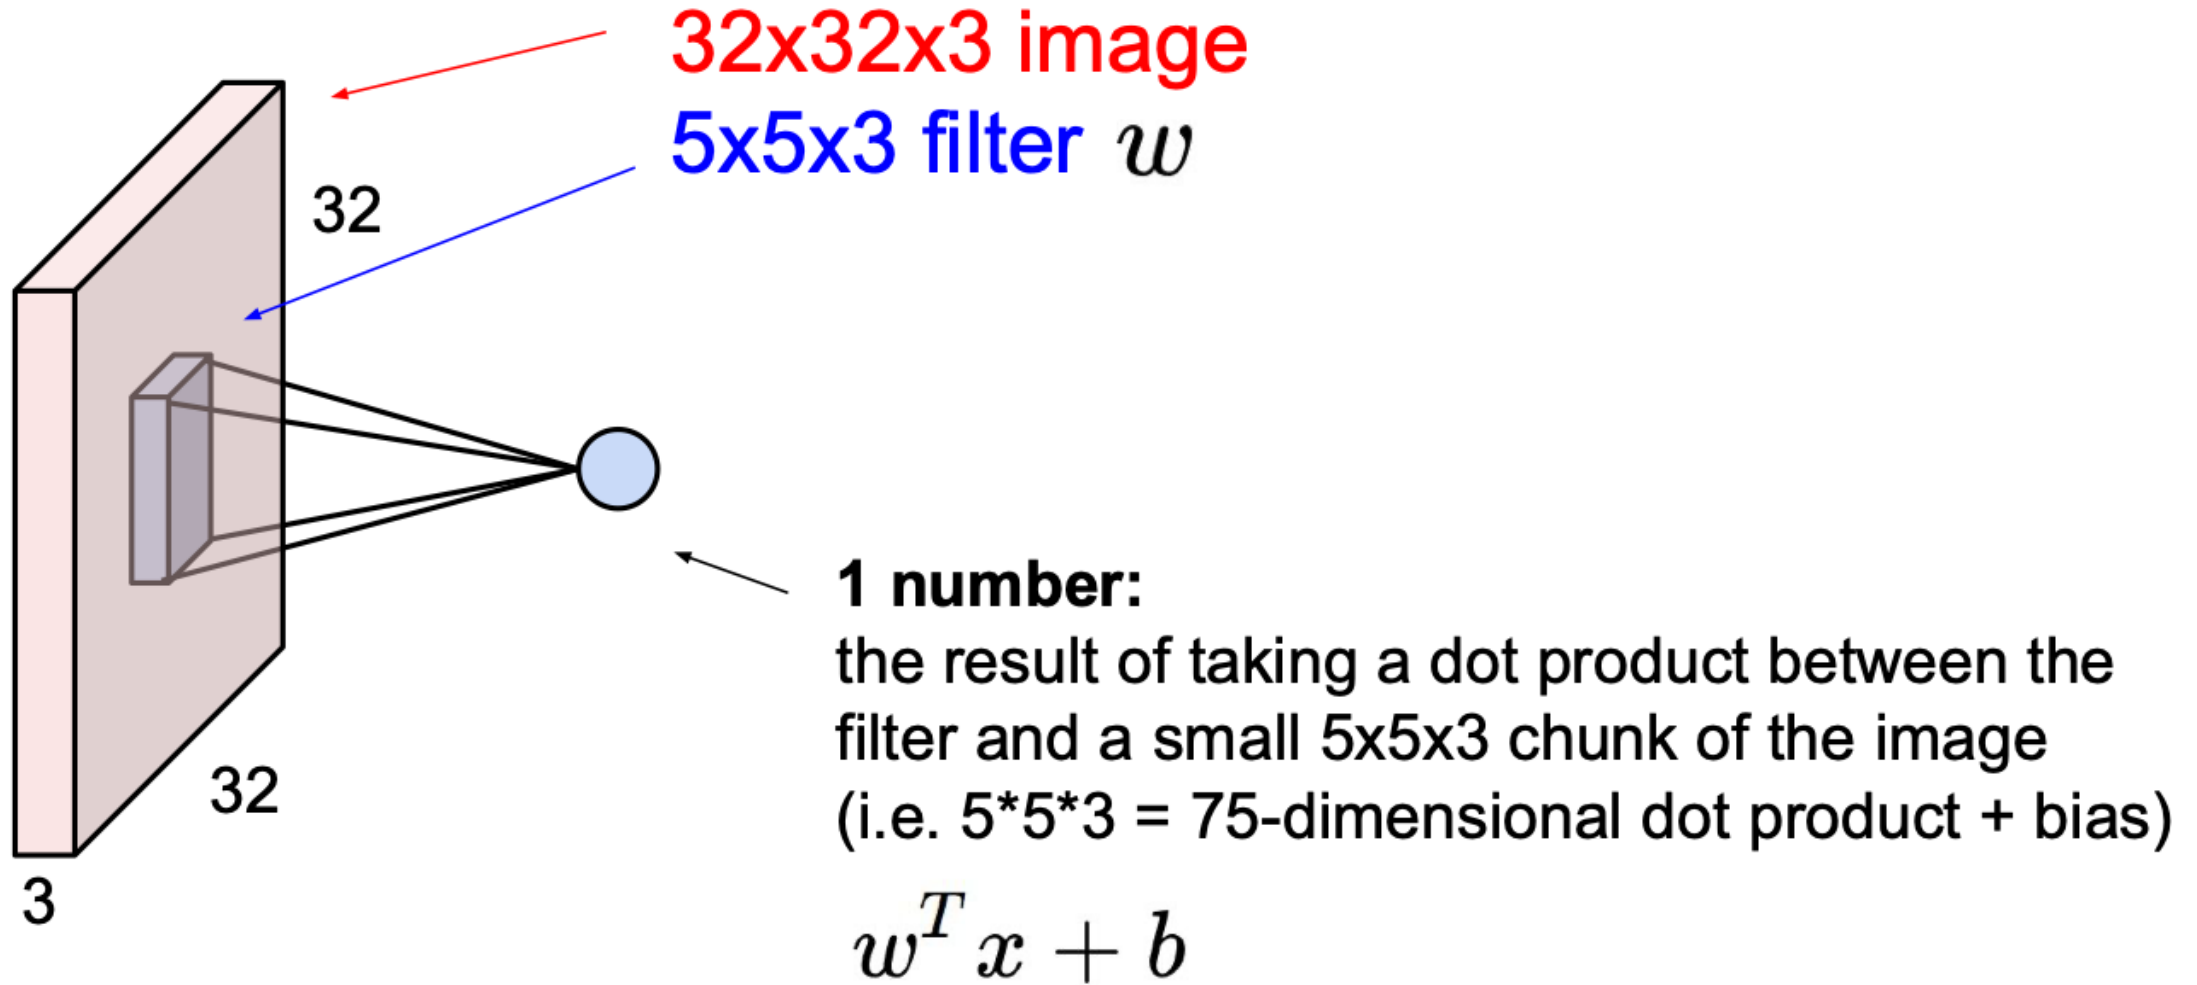 32x32x3 image
5x5x3 filter w
32
32
3
1 number:
the result of taking a dot product between the
filter and a small 5x5x3 chunk of the image
(i.e. 5*5*3 = 75-dimensional dot product + bias)
w^T x + b